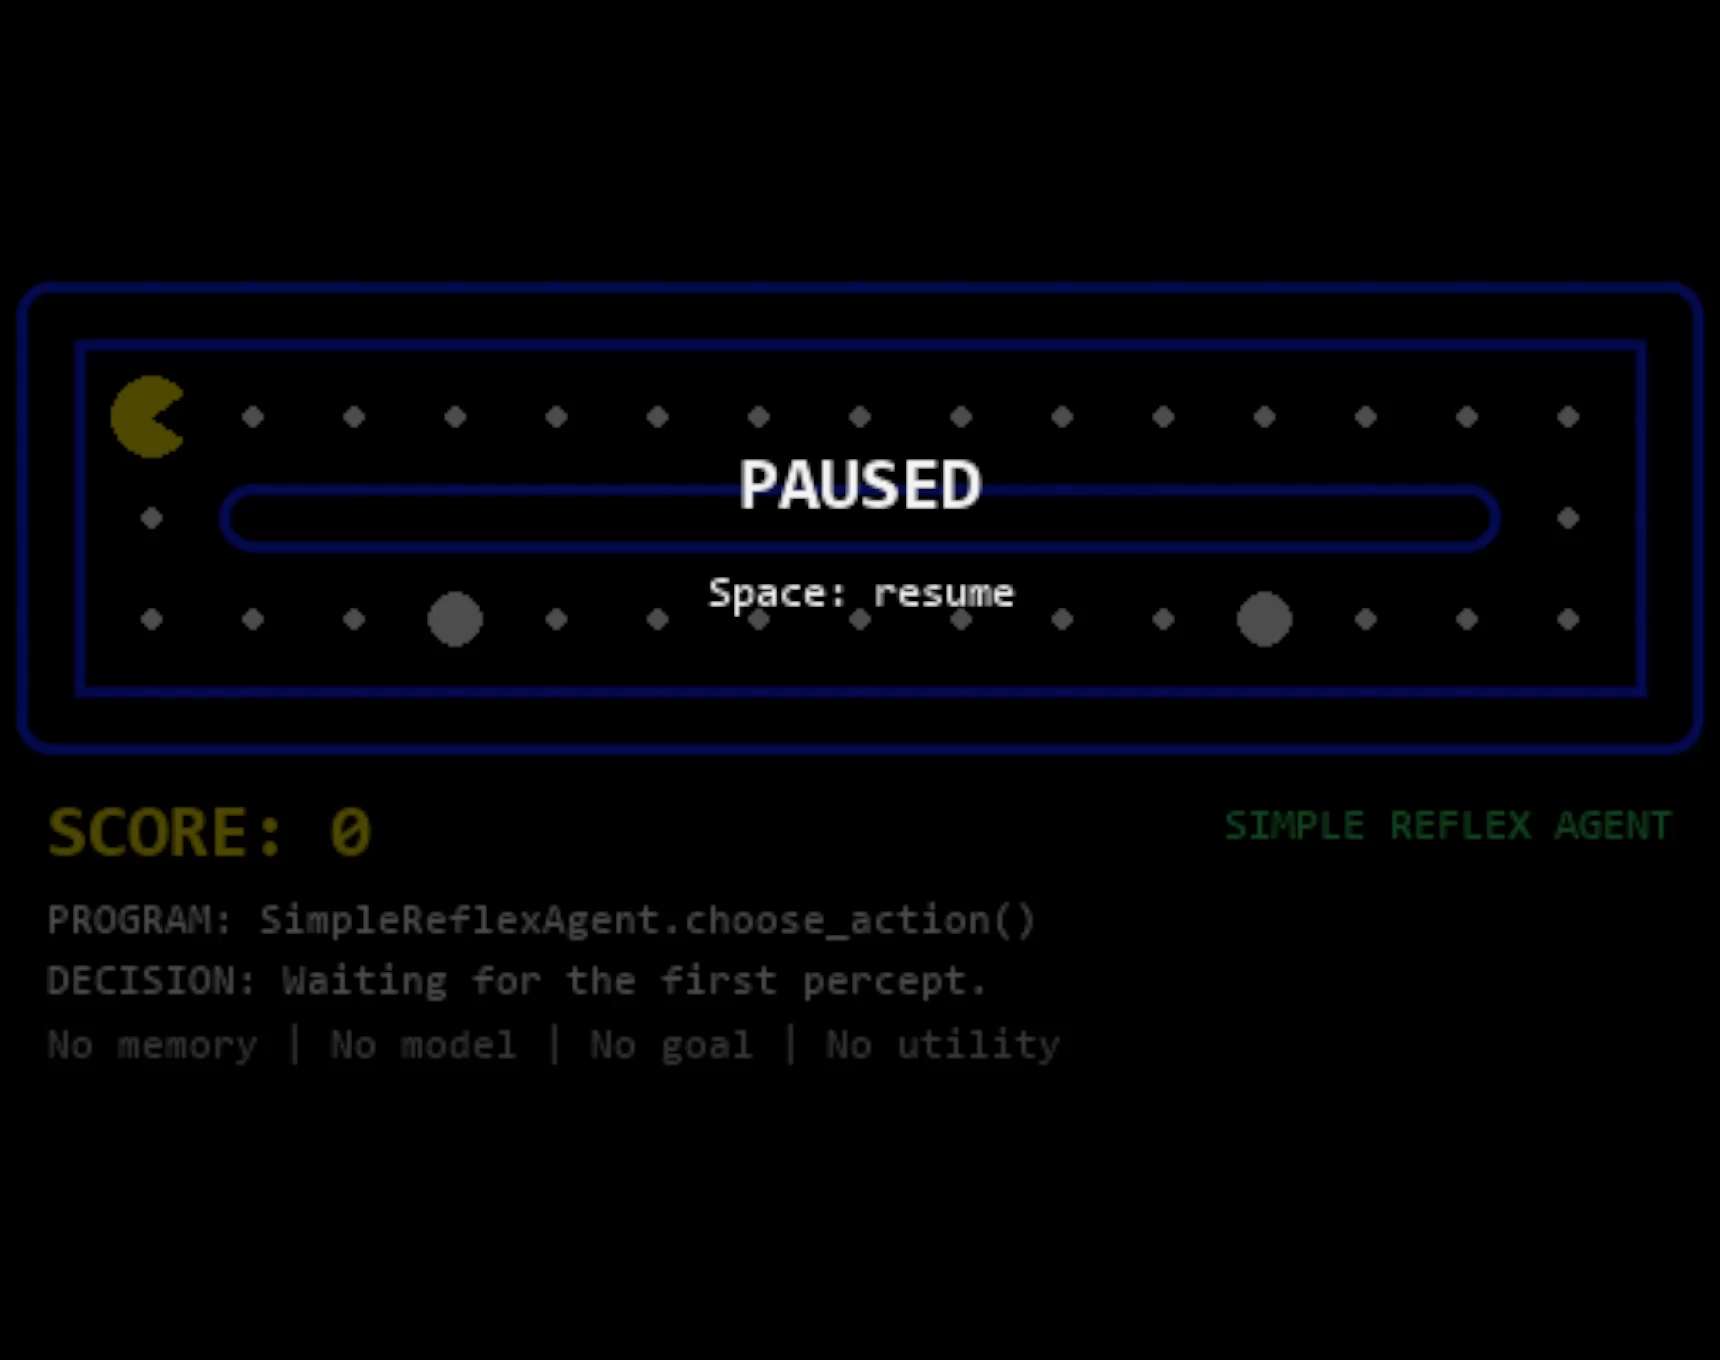 PAUSED
Space: resume
SCORE: 0
SIMPLE REFLEX AGENT
PROGRAM: SimpleReflexAgent.choose_action()
DECISION: Waiting for the first percept.
No memory | No model | No goal | No utility